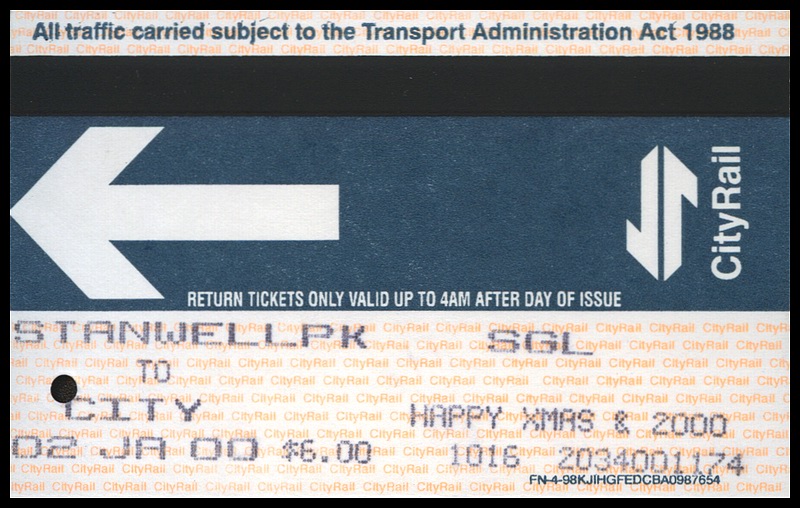 All traffic carried subject to the Transport Administration Act 1988
CityRail
RETURN TICKETS ONLY VALID UP TO 4AM AFTER DAY OF ISSUE
STANWELLPK SGL
TO
CITY
HAPPY XMAS & 2000
02 JA 00 $6.00 1016 2034001174
FN-4-98KJIHGFEDCBA0987654